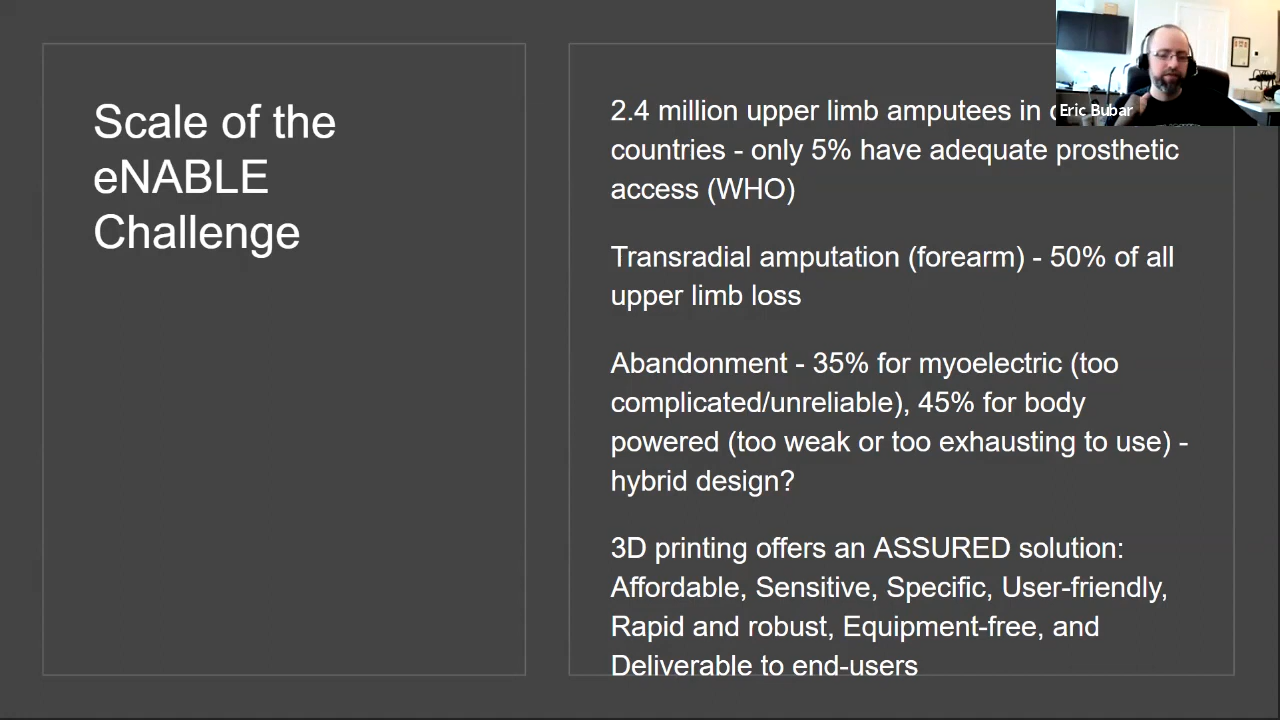 Scale of the
eNABLE
Challenge
2.4 million upper limb amputees in
countries - only 5% have adequate prosthetic
access (WHO)
Transradial amputation (forearm) - 50% of all
upper limb loss
Abandonment - 35% for myoelectric (too
complicated/unreliable), 45% for body
powered (too weak or too exhausting to use) -
hybrid design?
3D printing offers an ASSURED solution:
Affordable, Sensitive, Specific, User-friendly,
Rapid and robust, Equipment-free, and
Deliverable to end-users
Eric Bubar